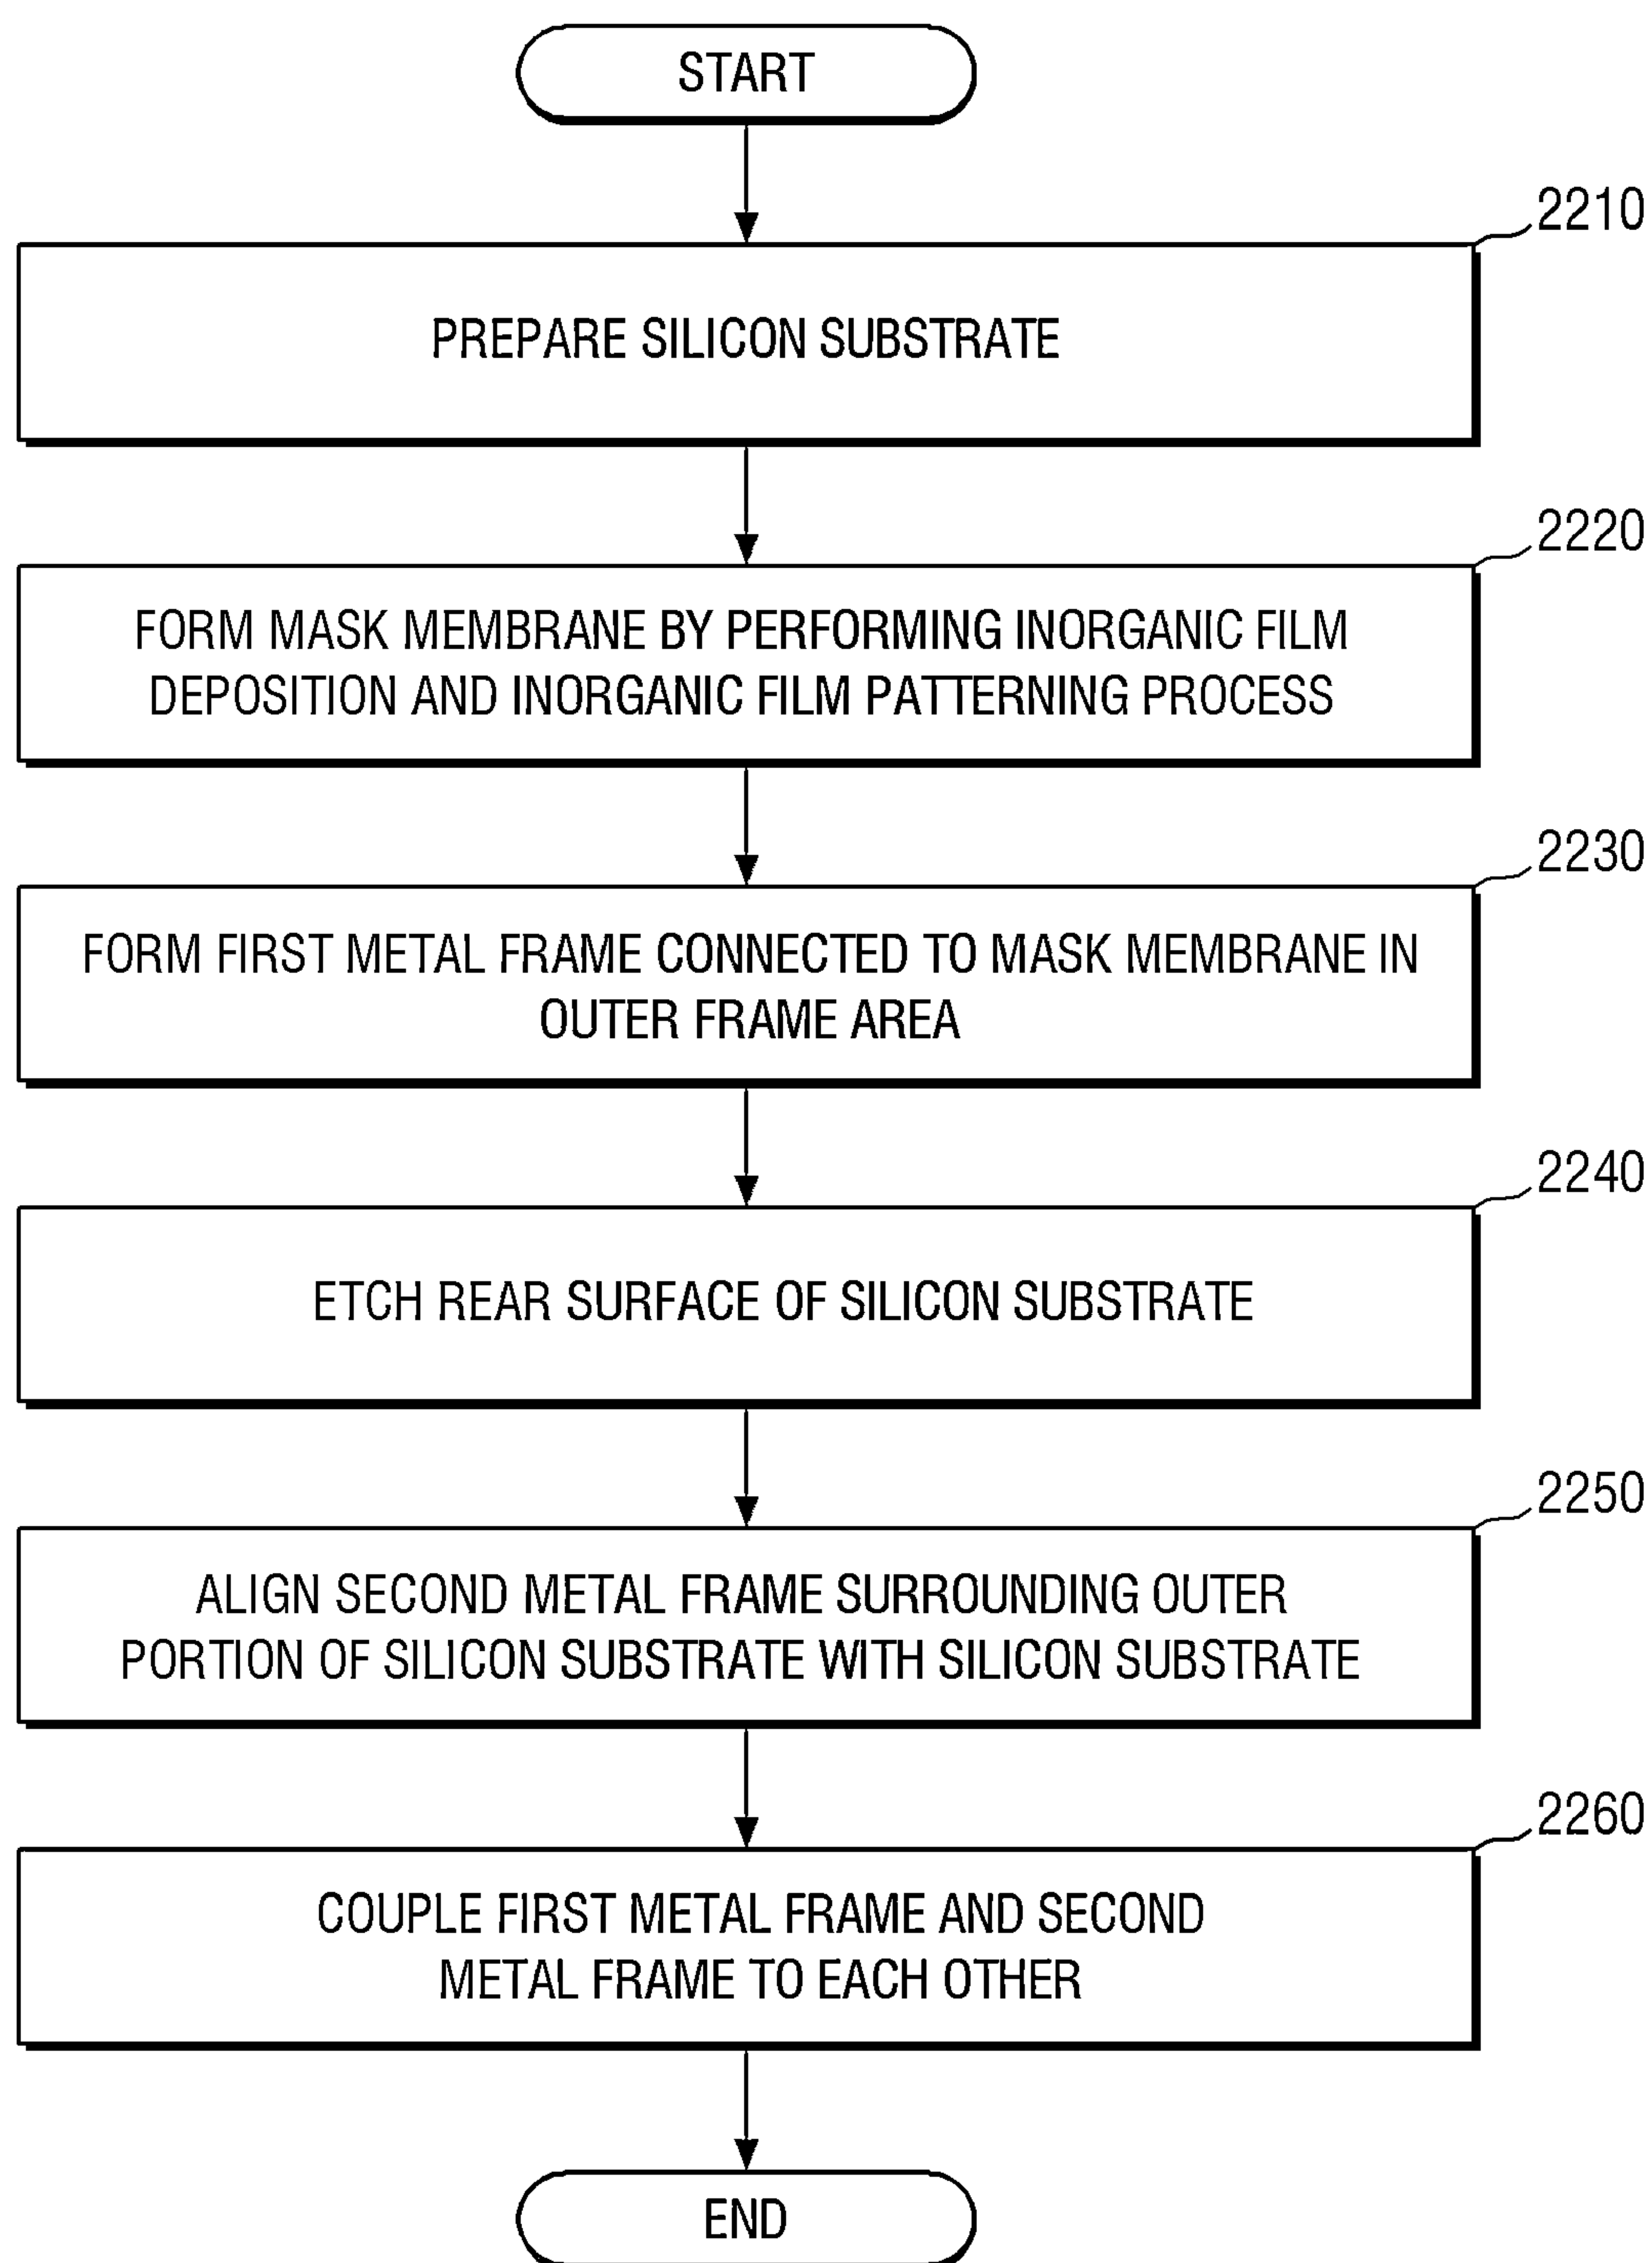 START
2210
PREPARE SILICON SUBSTRATE
2220
FORM MASK MEMBRANE BY PERFORMING INORGANIC FILM
DEPOSITION AND INORGANIC FILM PATTERNING PROCESS
2230
FORM FIRST METAL FRAME CONNECTED TO MASK MEMBRANE IN
OUTER FRAME AREA
2240
ETCH REAR SURFACE OF SILICON SUBSTRATE
2250
ALIGN SECOND METAL FRAME SURROUNDING OUTER
PORTION OF SILICON SUBSTRATE WITH SILICON SUBSTRATE
2260
COUPLE FIRST METAL FRAME AND SECOND
METAL FRAME TO EACH OTHER
END